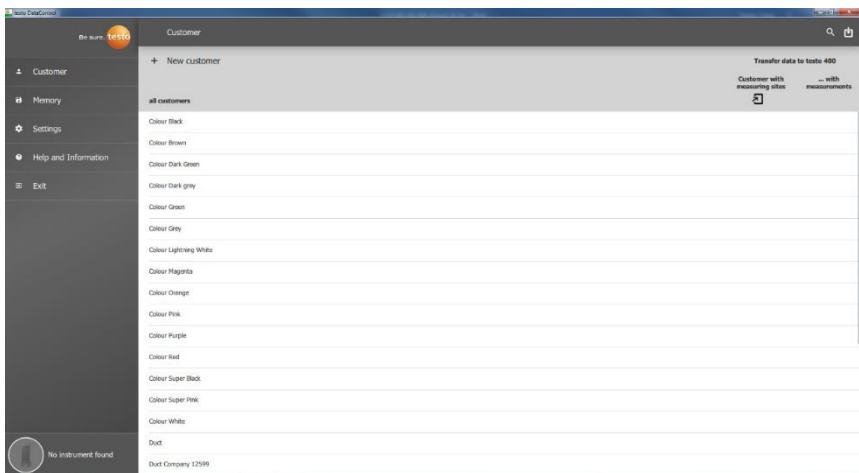 testo DataControl
Be sure. testo
Customer
Customer
Memory
Settings
Help and Information
Exit
No instrument found
+ New customer
Transfer data to testo 400
Customer with
measuring sites
... with
measurements
all customers
Colour Black
Colour Brown
Colour Dark Green
Colour Dark grey
Colour Green
Colour Grey
Colour Lightning White
Colour Magenta
Colour Orange
Colour Pink
Colour Purple
Colour Red
Colour Super Black
Colour Super Pink
Colour White
Duct
Duct Company 12599